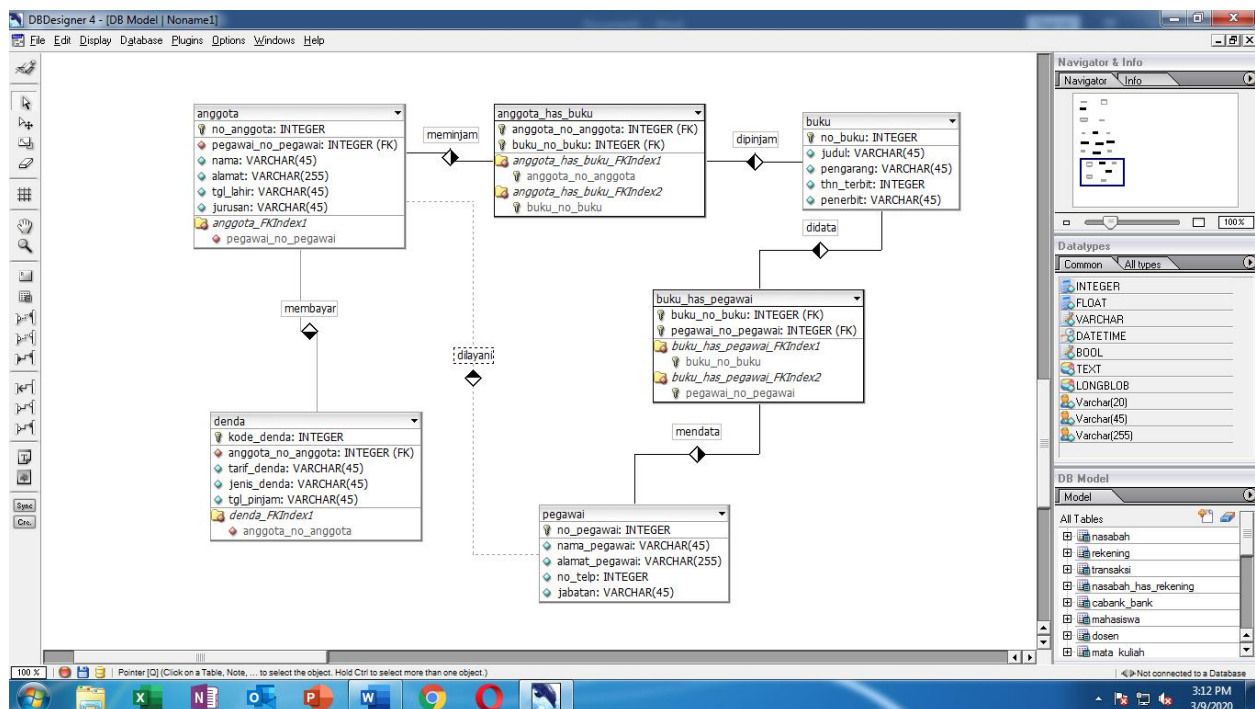 DBDesigner 4 - [DB Model | Noname1]
File Edit Display Database Plugins Options Windows Help
anggota
no_anggota: INTEGER
pegawai_no_pegawai: INTEGER (FK)
nama: VARCHAR(45)
alamat: VARCHAR(255)
tgl_lahir: VARCHAR(45)
jurusan: VARCHAR(45)
anggota_FKIndex1
pegawai_no_pegawai
meminjam
anggota_has_buku
anggota_no_anggota: INTEGER (FK)
buku_no_buku: INTEGER (FK)
anggota_has_buku_FKIndex1
anggota_no_anggota
anggota_has_buku_FKIndex2
buku_no_buku
dipinjam
buku
no_buku: INTEGER
judul: VARCHAR(45)
pengarang: VARCHAR(45)
thn_terbit: INTEGER
penerbit: VARCHAR(45)
didata
membayar
dilayani
buku_has_pegawai
buku_no_buku: INTEGER (FK)
pegawai_no_pegawai: INTEGER (FK)
buku_has_pegawai_FKIndex1
buku_no_buku
buku_has_pegawai_FKIndex2
pegawai_no_pegawai
mendata
denda
kode_denda: INTEGER
anggota_no_anggota: INTEGER (FK)
tarif_denda: VARCHAR(45)
jenis_denda: VARCHAR(45)
tgl_pinjam: VARCHAR(45)
denda_FKIndex1
anggota_no_anggota
pegawai
no_pegawai: INTEGER
nama_pegawai: VARCHAR(45)
alamat_pegawai: VARCHAR(255)
no_telp: INTEGER
jabatan: VARCHAR(45)
Sync
Cre.
Navigator & Info
Navigator Info
100%
Datatypes
Common All types
INTEGER
FLOAT
VARCHAR
DATETIME
BOOL
TEXT
LONGBLOB
Varchar(20)
Varchar(45)
Varchar(255)
DB Model
Model
All Tables
nasabah
rekening
transaksi
nasabah_has_rekening
cabank_bank
mahasiswa
dosen
mata_kuliah
100 % Pointer [Q] (Click on a Table, Note, ... to select the object. Hold Ctrl to select more than one object.) Not connected to a Database
3:12 PM
3/9/2020